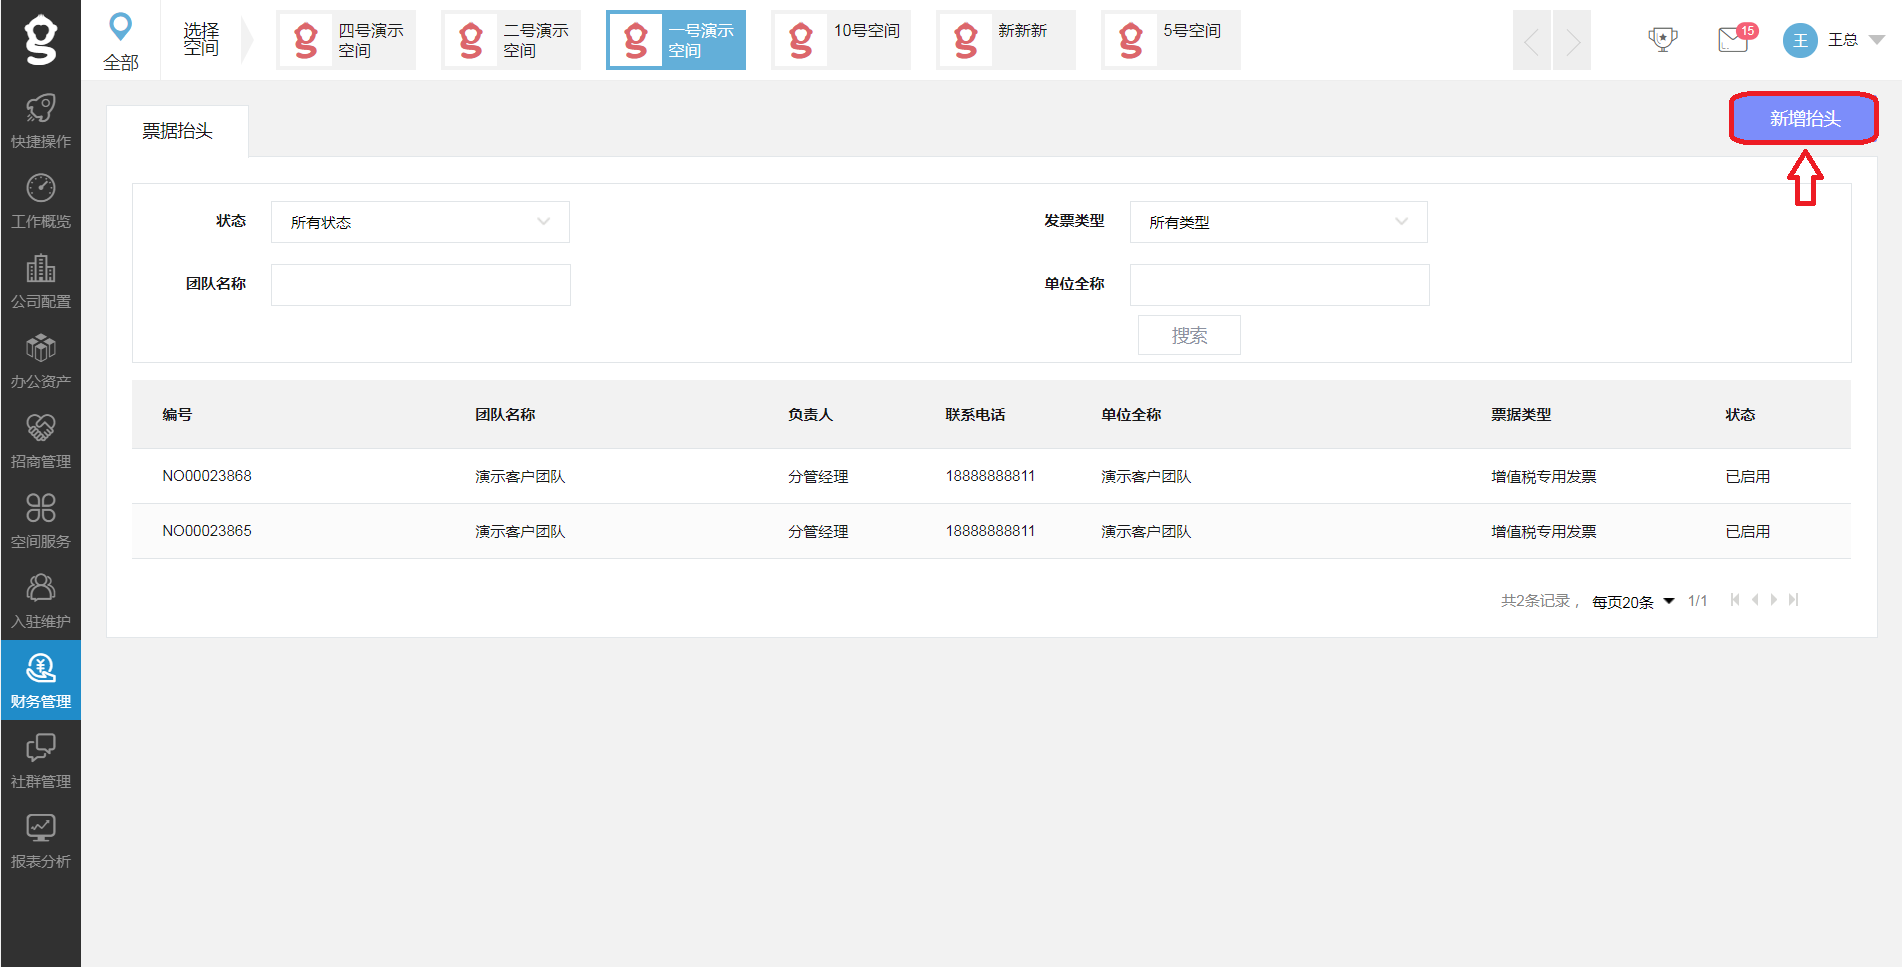 全部
选择
空间
四号演示
空间
二号演示
空间
一号演示
空间
10号空间
新新新
5号空间
15
王
王总
快捷操作
工作概览
公司配置
办公资产
招商管理
空间服务
入驻维护
财务管理
社群管理
报表分析
票据抬头
新增抬头
状态 所有状态 发票类型 所有类型
团队名称 单位全称
搜索
编号 团队名称 负责人 联系电话 单位全称 票据类型 状态
NO00023868 演示客户团队 分管经理 18888888811 演示客户团队 增值税专用发票 已启用
NO00023865 演示客户团队 分管经理 18888888811 演示客户团队 增值税专用发票 已启用
共2条记录， 每页20条 1/1